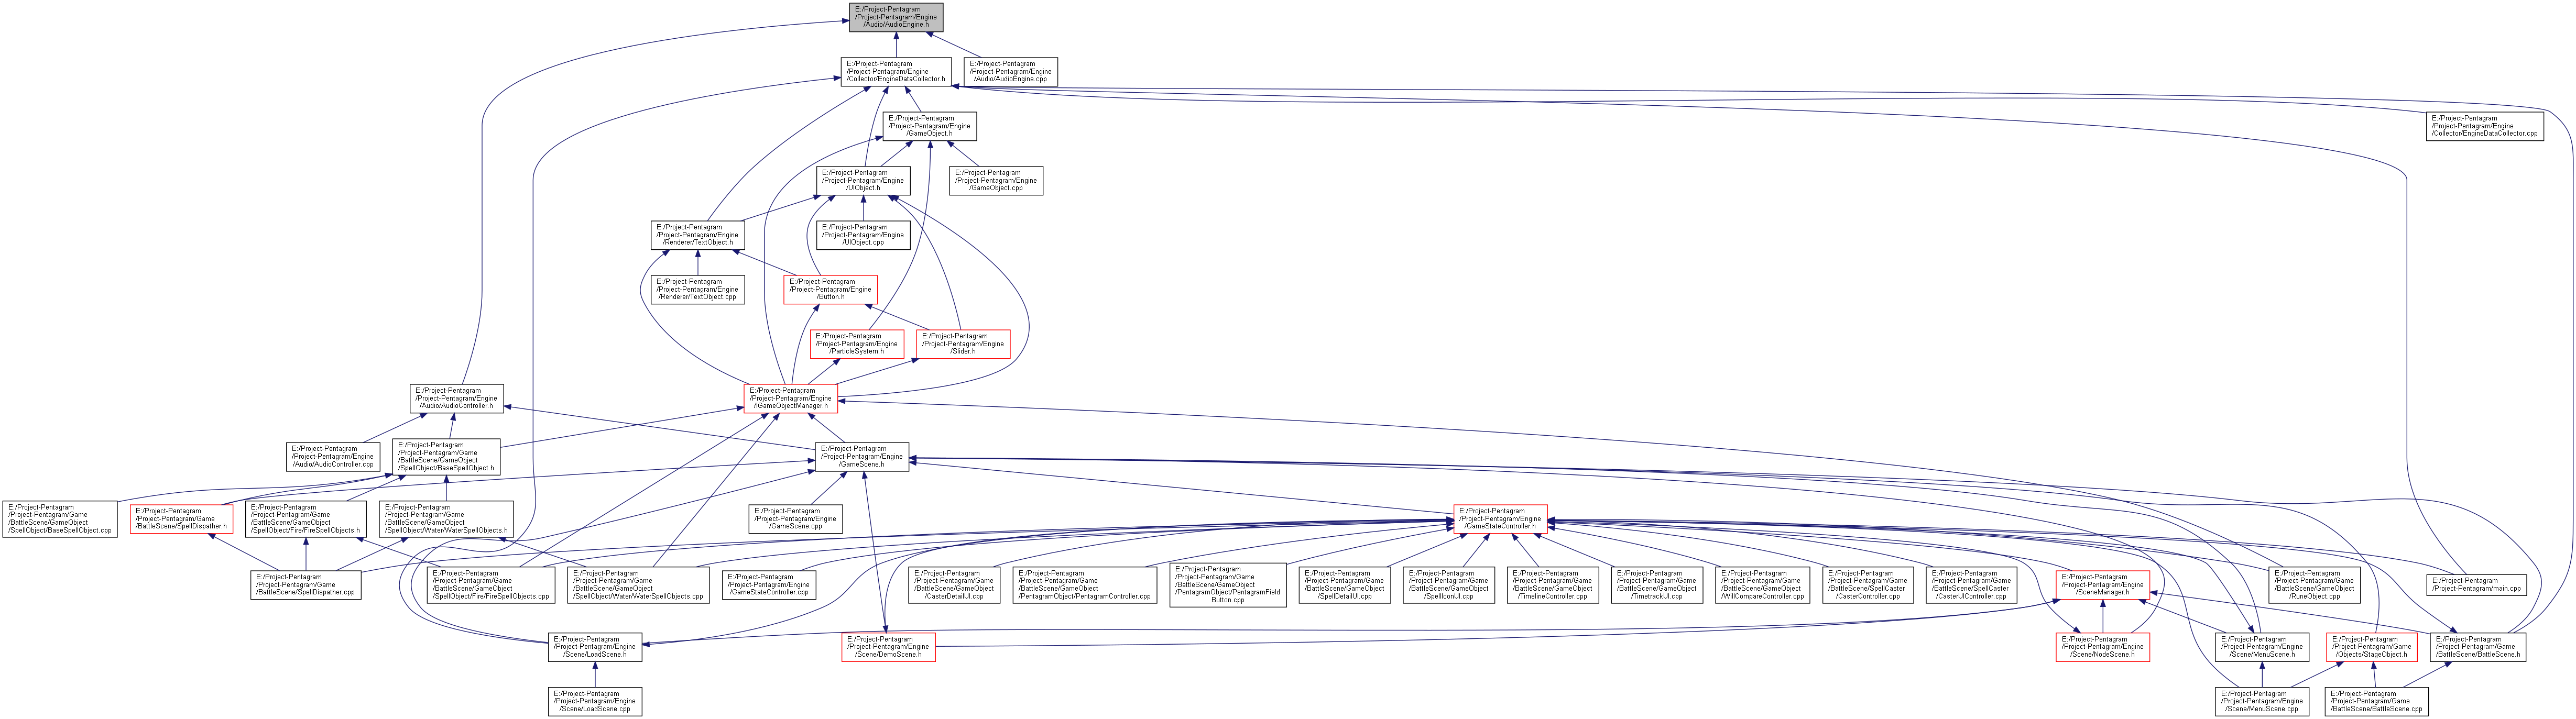 E:/Project-Pentagram
/Project-Pentagram/Engine
/Audio/AudioEngine.h
E:/Project-Pentagram
/Project-Pentagram/Engine
/Collector/EngineDataCollector.h
E:/Project-Pentagram
/Project-Pentagram/Engine
/Audio/AudioEngine.cpp
E:/Project-Pentagram
/Project-Pentagram/Engine
/GameObject.h
E:/Project-Pentagram
/Project-Pentagram/Engine
/Collector/EngineDataCollector.cpp
E:/Project-Pentagram
/Project-Pentagram/Engine
/UIObject.h
E:/Project-Pentagram
/Project-Pentagram/Engine
/GameObject.cpp
E:/Project-Pentagram
/Project-Pentagram/Engine
/Renderer/TextObject.h
E:/Project-Pentagram
/Project-Pentagram/Engine
/UIObject.cpp
E:/Project-Pentagram
/Project-Pentagram/Engine
/Renderer/TextObject.cpp
E:/Project-Pentagram
/Project-Pentagram/Engine
/Button.h
E:/Project-Pentagram
/Project-Pentagram/Engine
/ParticleSystem.h
E:/Project-Pentagram
/Project-Pentagram/Engine
/Slider.h
E:/Project-Pentagram
/Project-Pentagram/Engine
/Audio/AudioController.h
E:/Project-Pentagram
/Project-Pentagram/Engine
/IGameObjectManager.h
E:/Project-Pentagram
/Project-Pentagram/Engine
/Audio/AudioController.cpp
E:/Project-Pentagram
/Project-Pentagram/Game
/BattleScene/GameObject
/SpellObject/BaseSpellObject.h
E:/Project-Pentagram
/Project-Pentagram/Engine
/GameScene.h
E:/Project-Pentagram
/Project-Pentagram/Game
/BattleScene/GameObject
/SpellObject/BaseSpellObject.cpp
E:/Project-Pentagram
/Project-Pentagram/Game
/BattleScene/SpellDispather.h
E:/Project-Pentagram
/Project-Pentagram/Game
/BattleScene/GameObject
/SpellObject/Fire/FireSpellObjects.h
E:/Project-Pentagram
/Project-Pentagram/Game
/BattleScene/GameObject
/SpellObject/Water/WaterSpellObjects.h
E:/Project-Pentagram
/Project-Pentagram/Engine
/GameScene.cpp
E:/Project-Pentagram
/Project-Pentagram/Engine
/GameStateController.h
E:/Project-Pentagram
/Project-Pentagram/Game
/BattleScene/SpellDispather.cpp
E:/Project-Pentagram
/Project-Pentagram/Game
/BattleScene/GameObject
/SpellObject/Fire/FireSpellObjects.cpp
E:/Project-Pentagram
/Project-Pentagram/Game
/BattleScene/GameObject
/SpellObject/Water/WaterSpellObjects.cpp
E:/Project-Pentagram
/Project-Pentagram/Engine
/GameStateController.cpp
E:/Project-Pentagram
/Project-Pentagram/Game
/BattleScene/GameObject
/CasterDetailUI.cpp
E:/Project-Pentagram
/Project-Pentagram/Game
/BattleScene/GameObject
/PentagramObject/PentagramController.cpp
E:/Project-Pentagram
/Project-Pentagram/Game
/BattleScene/GameObject
/PentagramObject/PentagramField
Button.cpp
E:/Project-Pentagram
/Project-Pentagram/Game
/BattleScene/GameObject
/SpellDetailUI.cpp
E:/Project-Pentagram
/Project-Pentagram/Game
/BattleScene/GameObject
/SpellIconUI.cpp
E:/Project-Pentagram
/Project-Pentagram/Game
/BattleScene/GameObject
/TimelineController.cpp
E:/Project-Pentagram
/Project-Pentagram/Game
/BattleScene/GameObject
/TimetrackUI.cpp
E:/Project-Pentagram
/Project-Pentagram/Game
/BattleScene/GameObject
/WillCompareController.cpp
E:/Project-Pentagram
/Project-Pentagram/Game
/BattleScene/SpellCaster
/CasterController.cpp
E:/Project-Pentagram
/Project-Pentagram/Game
/BattleScene/SpellCaster
/CasterUIController.cpp
E:/Project-Pentagram
/Project-Pentagram/Engine
/SceneManager.h
E:/Project-Pentagram
/Project-Pentagram/Game
/BattleScene/GameObject
/RuneObject.cpp
E:/Project-Pentagram
/Project-Pentagram/main.cpp
E:/Project-Pentagram
/Project-Pentagram/Engine
/Scene/LoadScene.h
E:/Project-Pentagram
/Project-Pentagram/Engine
/Scene/DemoScene.h
E:/Project-Pentagram
/Project-Pentagram/Engine
/Scene/NodeScene.h
E:/Project-Pentagram
/Project-Pentagram/Engine
/Scene/MenuScene.h
E:/Project-Pentagram
/Project-Pentagram/Game
/Objects/StageObject.h
E:/Project-Pentagram
/Project-Pentagram/Game
/BattleScene/BattleScene.h
E:/Project-Pentagram
/Project-Pentagram/Engine
/Scene/LoadScene.cpp
E:/Project-Pentagram
/Project-Pentagram/Engine
/Scene/MenuScene.cpp
E:/Project-Pentagram
/Project-Pentagram/Game
/BattleScene/BattleScene.cpp